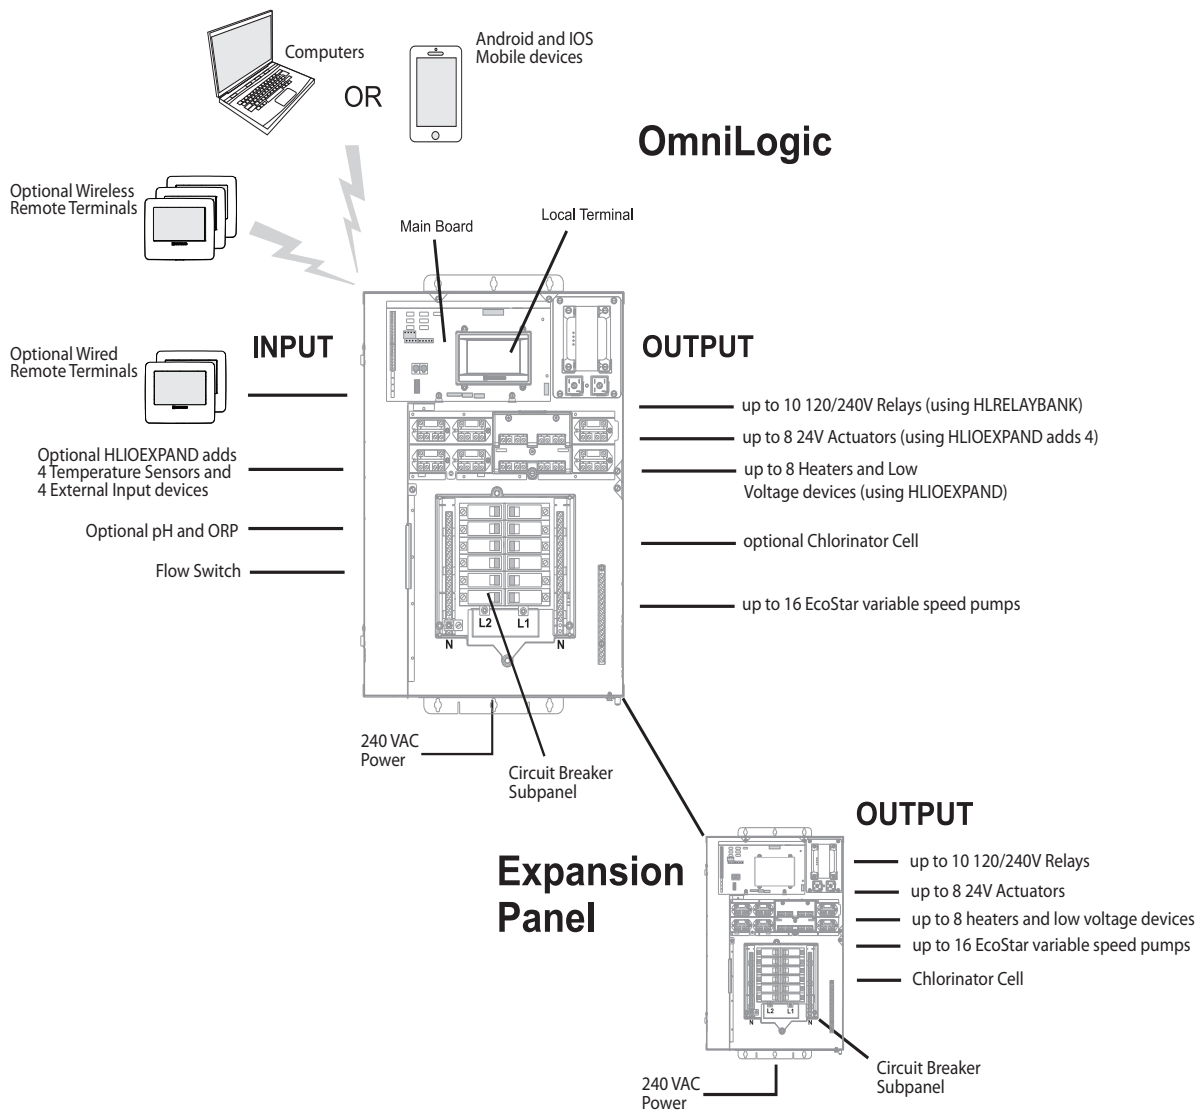 Computers
OR
Android and IOS
Mobile devices
OmniLogic
Optional Wireless
Remote Terminals
Main Board
Local Terminal
Optional Wired
Remote Terminals
INPUT
OUTPUT
up to 10 120/240V Relays (using HLRELAYBANK)
up to 8 24V Actuators (using HLIOEXPAND adds 4)
Optional HLIOEXPAND adds
4 Temperature Sensors and
4 External Input devices
up to 8 Heaters and Low
Voltage devices (using HLIOEXPAND)
Optional pH and ORP
optional Chlorinator Cell
Flow Switch
up to 16 EcoStar variable speed pumps
L2 L1
N N
240 VAC
Power
Circuit Breaker
Subpanel
OUTPUT
Expansion
Panel
up to 10 120/240V Relays
up to 8 24V Actuators
up to 8 heaters and low voltage devices
up to 16 EcoStar variable speed pumps
Chlorinator Cell
L2 L1
N N
Circuit Breaker
Subpanel
240 VAC
Power